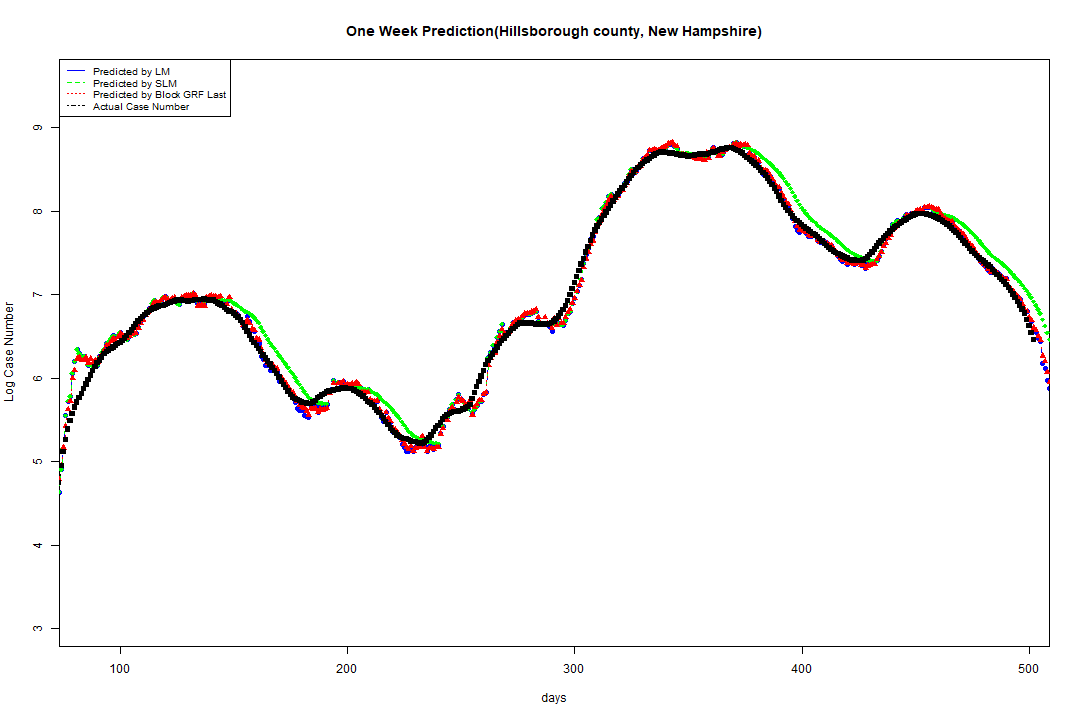 One Week Prediction(Hillsborough county, New Hampshire)
Predicted by LM
Predicted by SLM
Predicted by Block GRF Last
Actual Case Number
9
8
7
6
5
4
3
Log Case Number
100 200 300 400 500
days